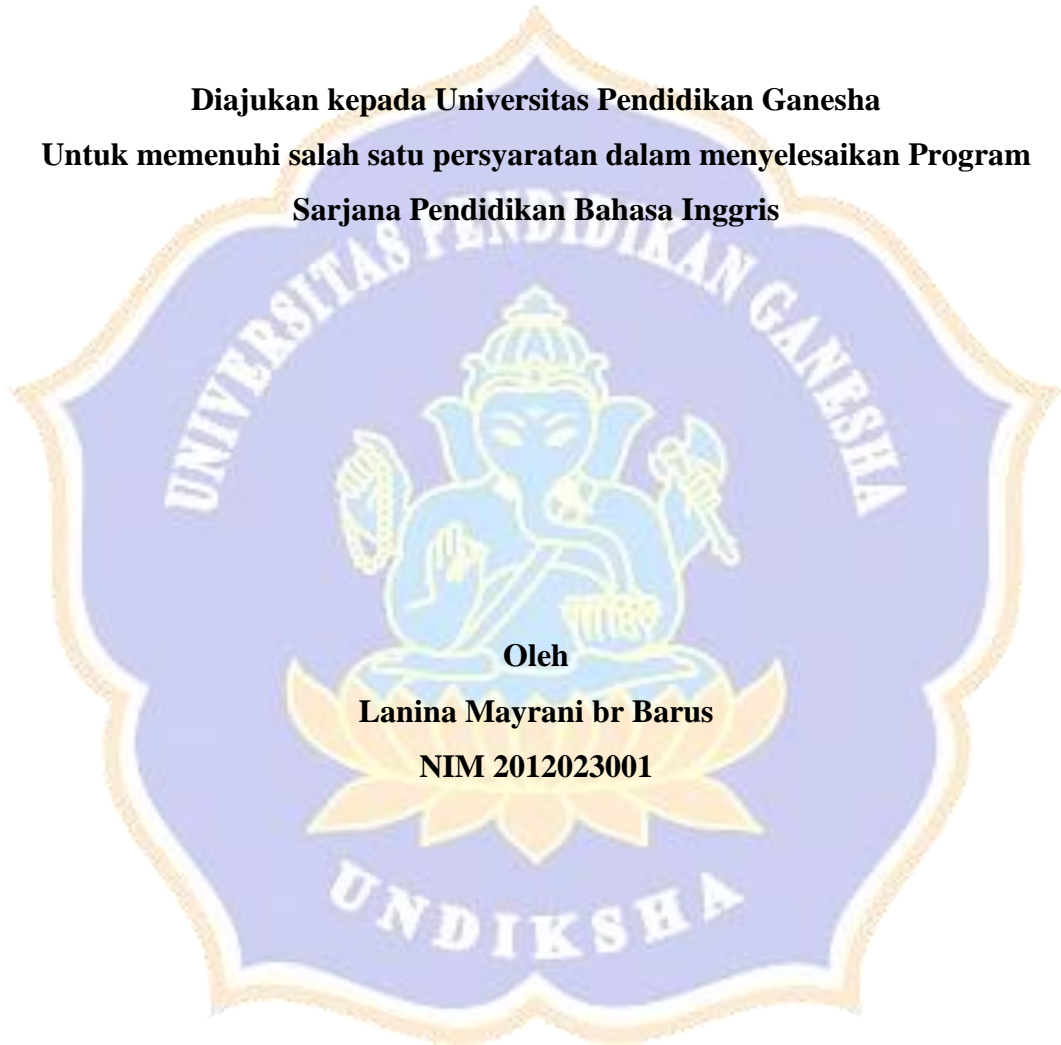 Diajukan kepada Universitas Pendidikan Ganesha
Untuk memenuhi salah satu persyaratan dalam menyelesaikan Program
Sarjana Pendidikan Bahasa Inggris
UNIVERSITAS PENDIDIKAN GANESHA
Oleh
Lanina Mayrani br Barus
NIM 2012023001
UNDIKSHA